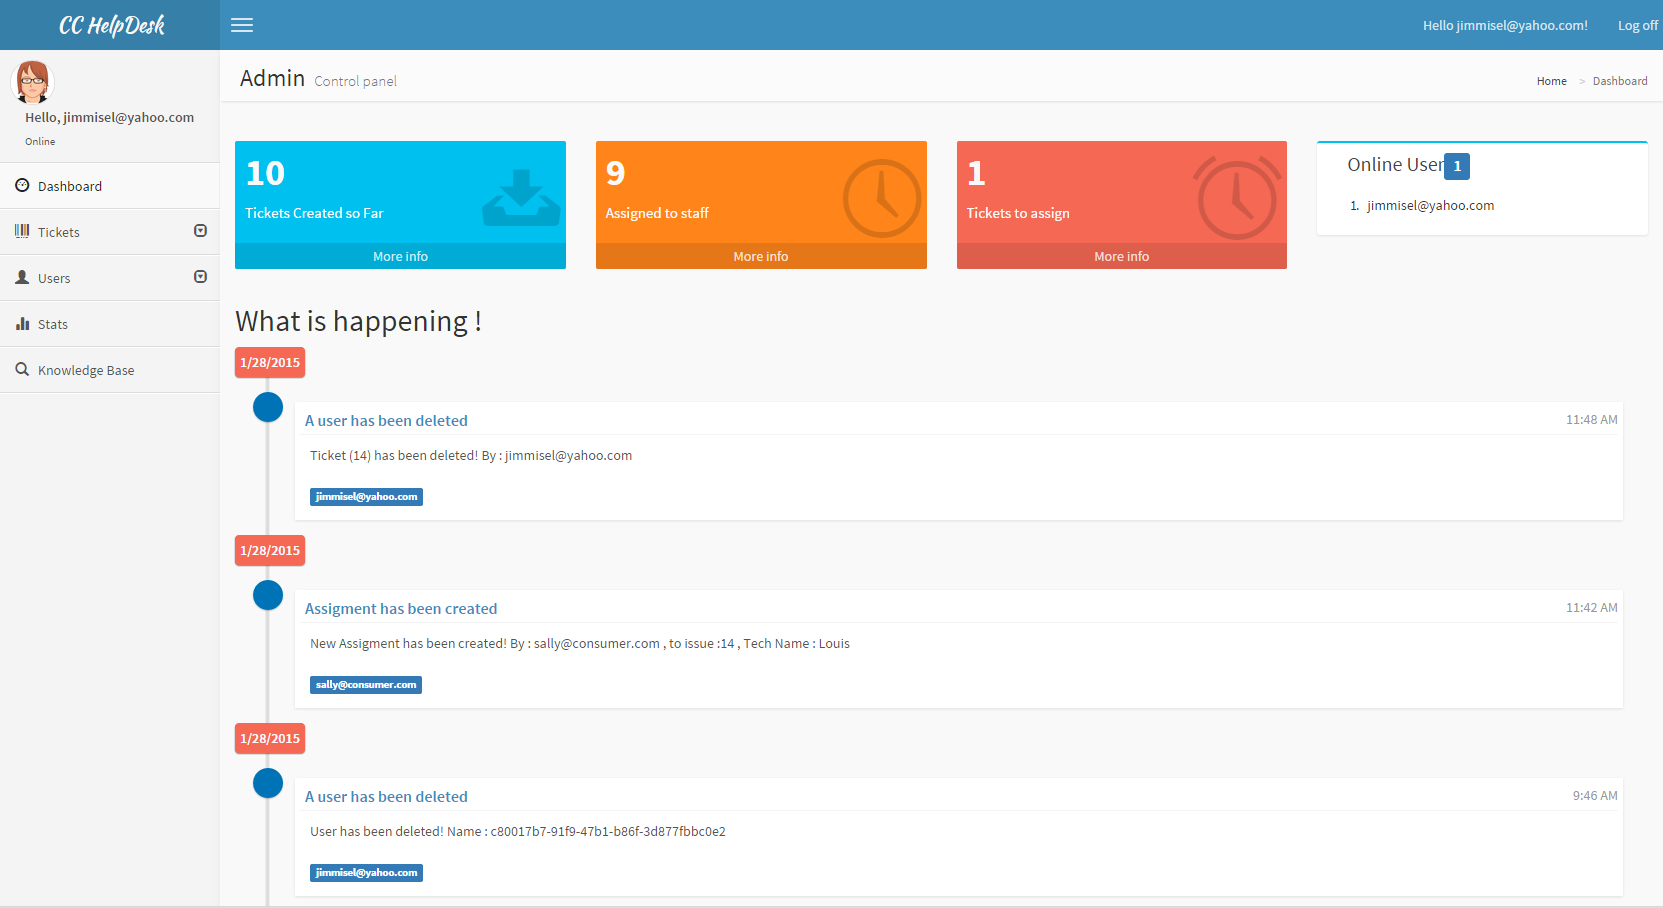 CC HelpDesk
Hello jimmisel@yahoo.com!
Log off
Hello, jimmisel@yahoo.com
Online
Dashboard
Tickets
Users
Stats
Knowledge Base
Admin Control panel
Home > Dashboard
10
Tickets Created so Far
More info
9
Assigned to staff
More info
1
Tickets to assign
More info
Online User 1
1. jimmisel@yahoo.com
What is happening !
1/28/2015
A user has been deleted 11:48 AM
Ticket (14) has been deleted! By : jimmisel@yahoo.com
jimmisel@yahoo.com
1/28/2015
Assigment has been created 11:42 AM
New Assigment has been created! By : sally@consumer.com , to issue :14 , Tech Name : Louis
sally@consumer.com
1/28/2015
A user has been deleted 9:46 AM
User has been deleted! Name : c80017b7-91f9-47b1-b86f-3d877fbbc0e2
jimmisel@yahoo.com